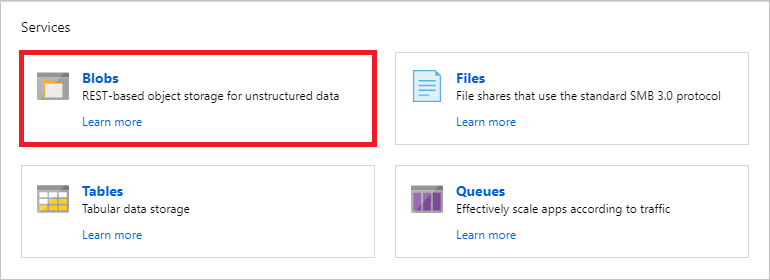 Services
Blobs
REST-based object storage for unstructured data
Learn more
Files
File shares that use the standard SMB 3.0 protocol
Learn more
Tables
Tabular data storage
Learn more
Queues
Effectively scale apps according to traffic
Learn more